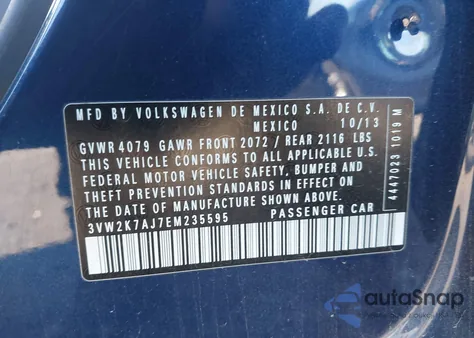 MFD BY VOLKSWAGEN DE MEXICO S.A. DE C.V.
MEXICO 10/13
GVWR 4079 GAWR FRONT 2072 / REAR 2116 LBS
THIS VEHICLE CONFORMS TO ALL APPLICABLE U.S.
FEDERAL MOTOR VEHICLE SAFETY, BUMPER AND
THEFT PREVENTION STANDARDS IN EFFECT ON
THE DATE OF MANUFACTURE SHOWN ABOVE.
3VW2K7AJ7EM235595 PASSENGER CAR
4447023 1019 M
autoSnap